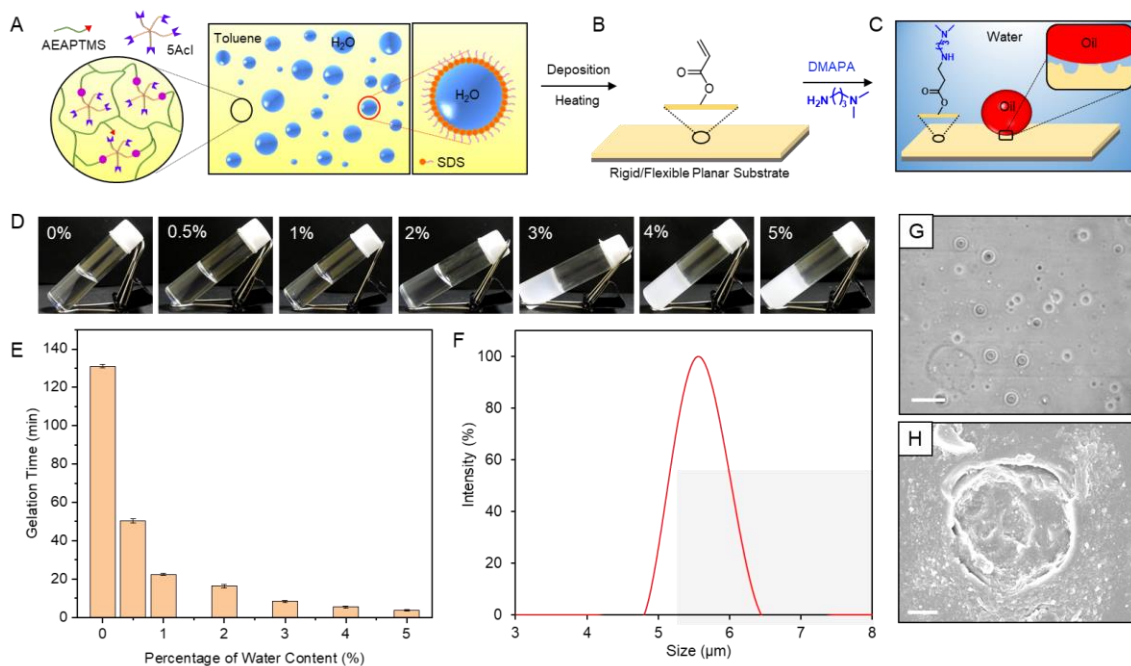 A
AEAPTMS
5Acl
Toluene
H₂O
H₂O
SDS
Deposition
Heating
B
O
O
Rigid/Flexible Planar Substrate
DMAPA
H₂N
3
N
C
N
3
NH
O
O
Water
Oil
Oil
D
0%
0.5%
1%
2%
3%
4%
5%
E
Gelation Time (min)
140
120
100
80
60
40
20
0
0
1
2
3
4
5
Percentage of Water Content (%)
F
Intensity (%)
100
80
60
40
20
0
3
4
5
6
7
8
Size (µm)
G
H